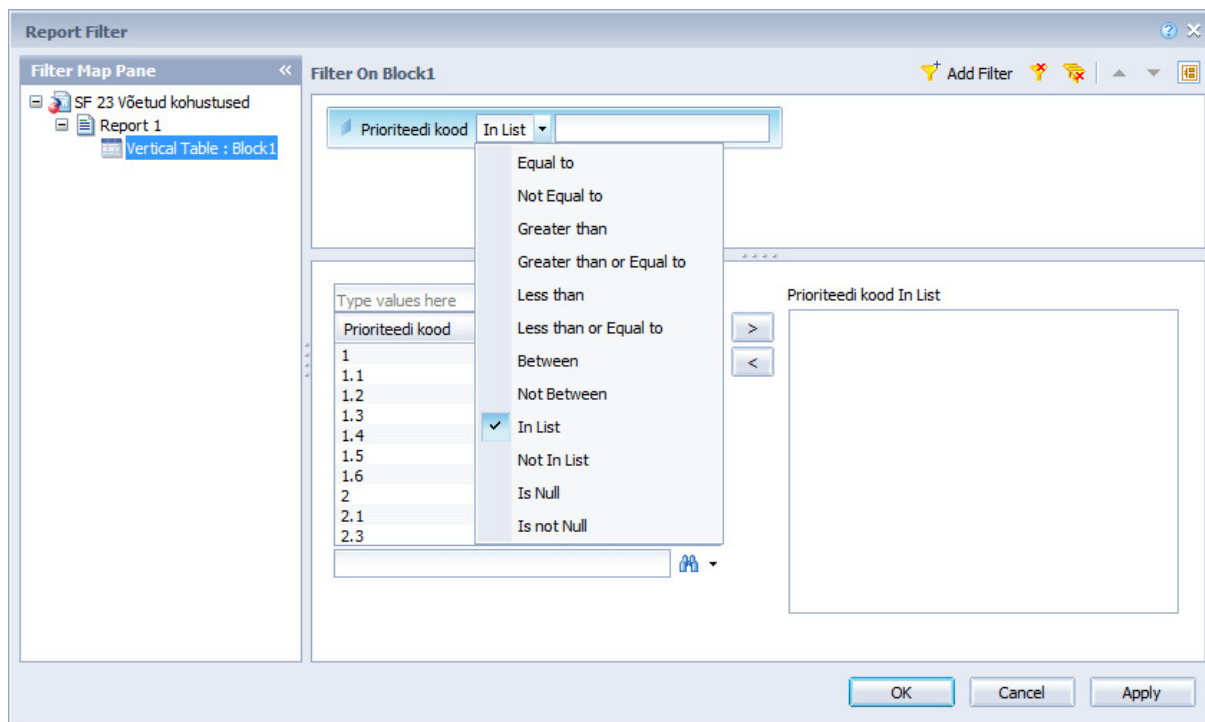 Report Filter
Filter Map Pane
SF 23 Võetud kohustused
Report 1
Vertical Table : Block1
Filter On Block1
Add Filter
Prioriteedi kood In List
Equal to
Not Equal to
Greater than
Greater than or Equal to
Less than
Less than or Equal to
Between
Not Between
In List
Not In List
Is Null
Is not Null
Type values here
Prioriteedi kood
1
1.1
1.2
1.3
1.4
1.5
1.6
2
2.1
2.3
>
<
Prioriteedi kood In List
OK Cancel Apply